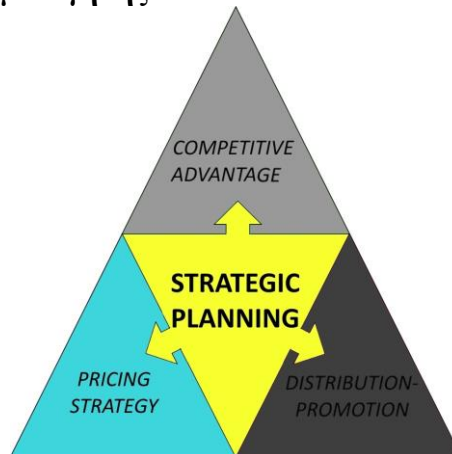 COMPETITIVE
ADVANTAGE
STRATEGIC
PLANNING
PRICING
STRATEGY
DISTRIBUTION-
PROMOTION